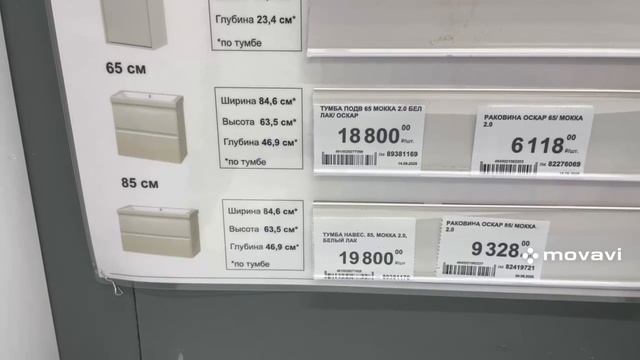 Глубина 23,4 см*
*по тумбе
65 см
Ширина 84,6 см*
Высота 63,5 см*
Глубина 46,9 см*
*по тумбе
ТУМБА ПОДВ 65 МОККА 2.0 БЕЛ
ЛАК/ ОСКАР
18 800 00
₽/шт.
89381169
РАКОВИНА ОСКАР 65/ МОККА
2.0
6 118 00
₽/шт.
82276069
85 см
Ширина 84,6 см*
Высота 63,5 см*
Глубина 46,9 см*
*по тумбе
ТУМБА НАВЕС. 85, МОККА 2.0,
БЕЛЫЙ ЛАК
19 800 00
₽/шт.
РАКОВИНА ОСКАР 85/ МОККА
2.0
9 328 00
82419721
movavi